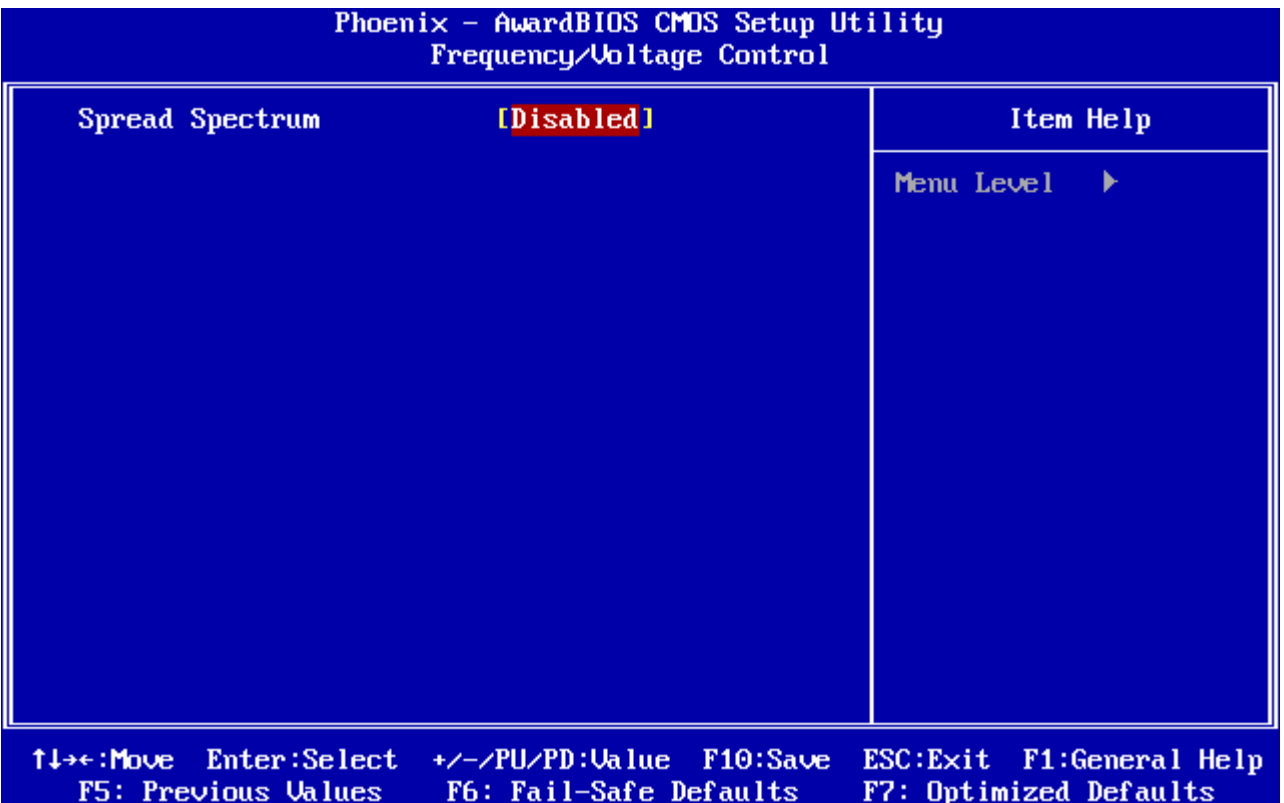 Phoenix - AwardBIOS CMOS Setup Utility
Frequency/Voltage Control
Spread Spectrum [Disabled]
Item Help
Menu Level ▶
↑↓→←:Move Enter:Select +/-/PU/PD:Value F10:Save ESC:Exit F1:General Help
F5: Previous Values F6: Fail-Safe Defaults F7: Optimized Defaults